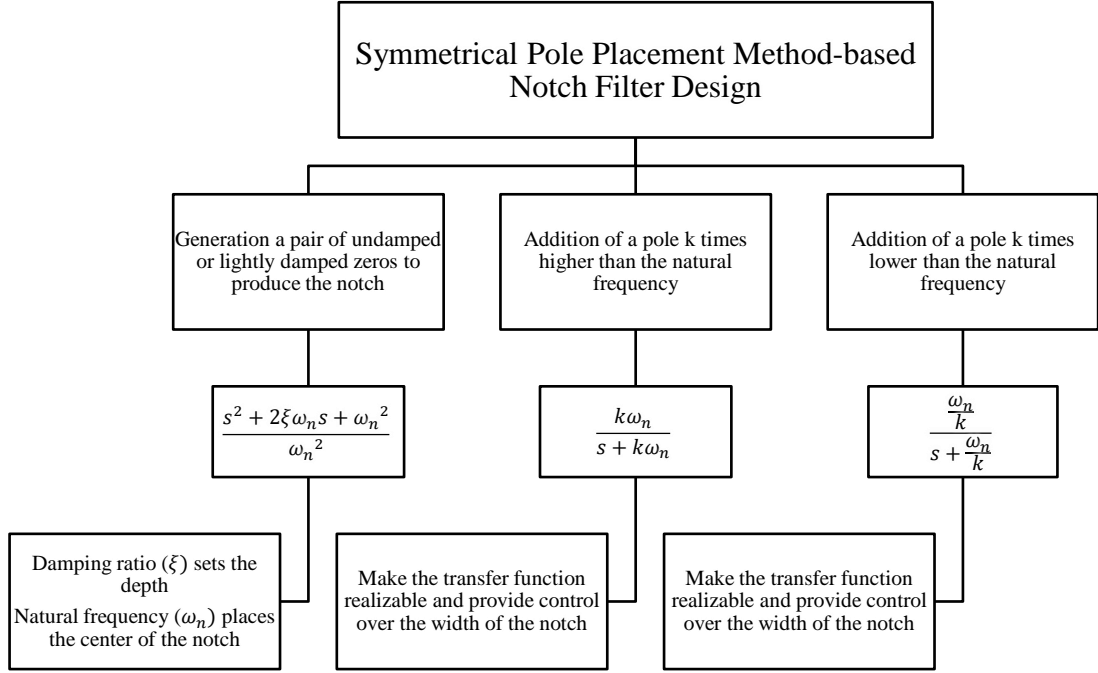 Symmetrical Pole Placement Method-based
Notch Filter Design
Generation a pair of undamped
or lightly damped zeros to
produce the notch
Addition of a pole k times
higher than the natural
frequency
Addition of a pole k times
lower than the natural
frequency
s² + 2ξωₙs + ωₙ²
ωₙ²
kωₙ
s + kωₙ
ωₙ
k
s + ωₙ
k
Damping ratio (ξ) sets the
depth
Natural frequency (ωₙ) places
the center of the notch
Make the transfer function
realizable and provide control
over the width of the notch
Make the transfer function
realizable and provide control
over the width of the notch